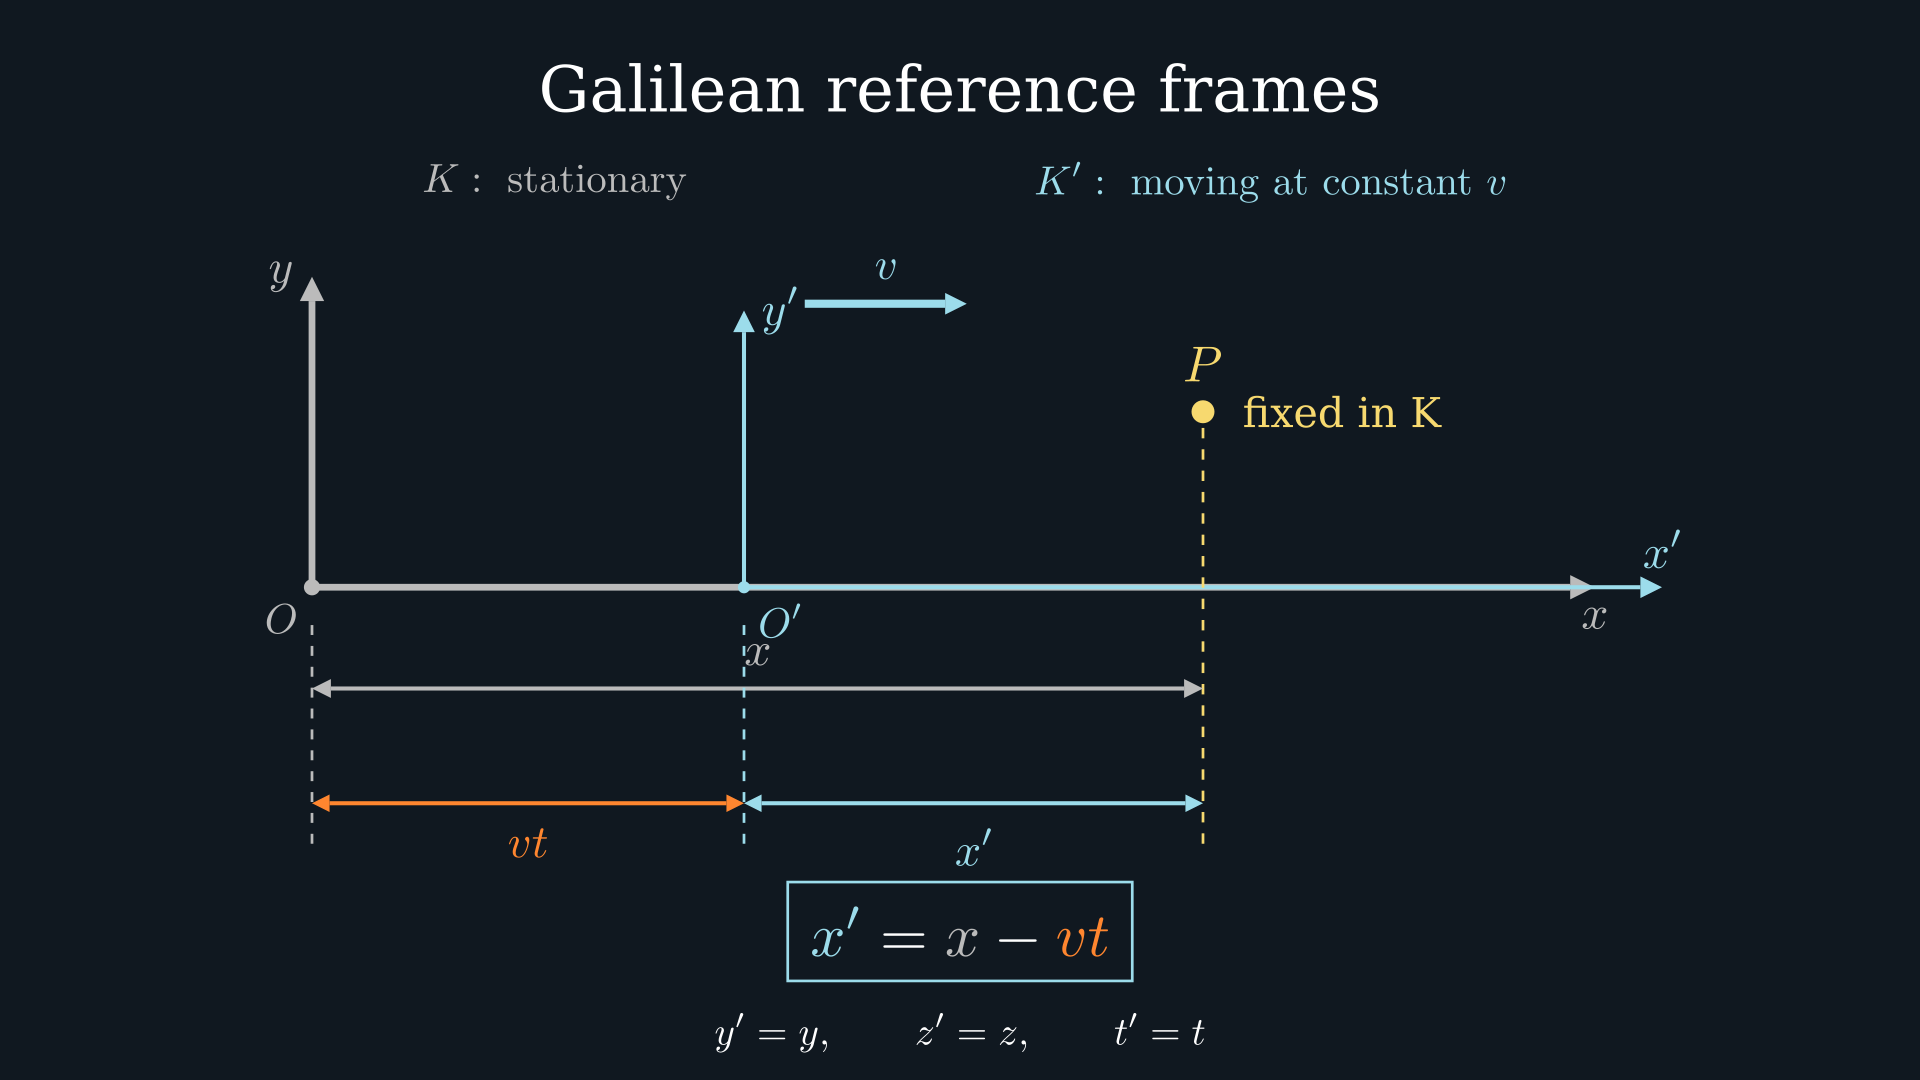 Galilean reference frames
K : stationary
K′ : moving at constant v
v
y
y′
P
fixed in K
x′
O
O′
x
x
vt
x′
x′ = x − vt
y′ = y, z′ = z, t′ = t